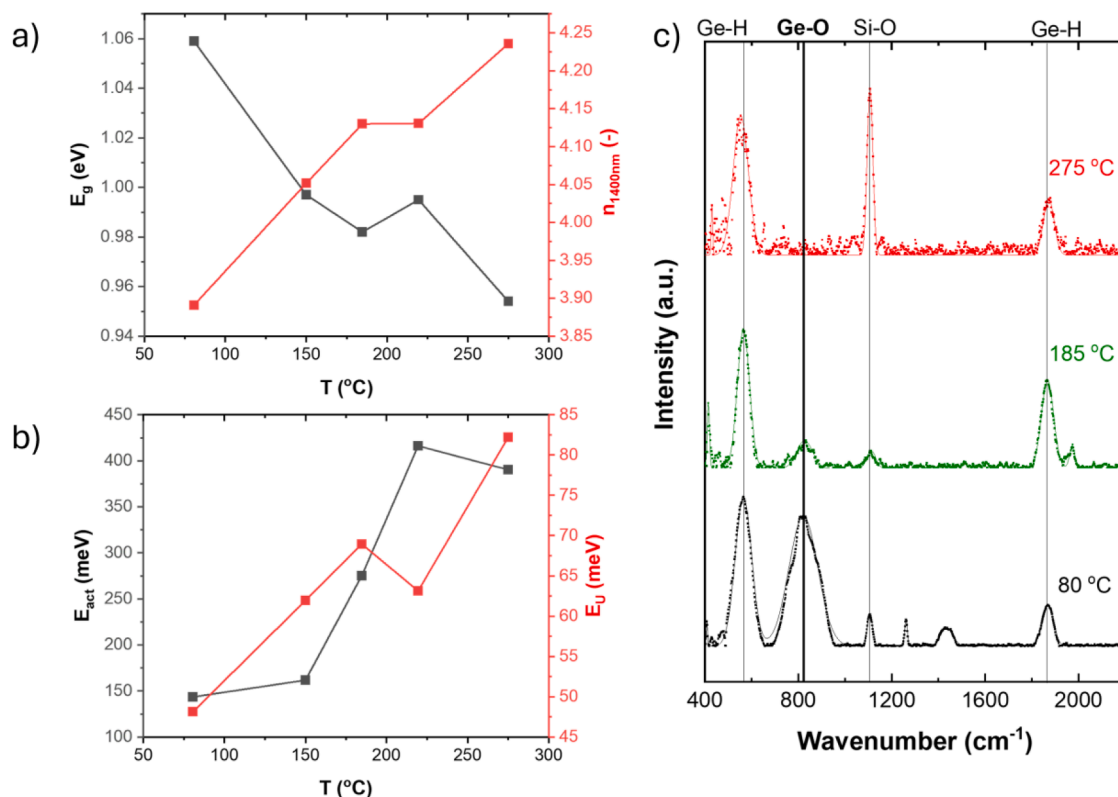 a)
1.06
1.04
1.02
1.00
0.98
0.96
0.94
E_g (eV)
4.25
4.20
4.15
4.10
4.05
4.00
3.95
3.90
3.85
n_1400nm (-)
50 100 150 200 250 300
T (°C)
b)
450
400
350
300
250
200
150
100
E_act (meV)
85
80
75
70
65
60
55
50
45
E_U (meV)
50 100 150 200 250 300
T (°C)
c)
Ge-H Ge-O Si-O Ge-H
275 °C
185 °C
80 °C
Intensity (a.u.)
400 800 1200 1600 2000
Wavenumber (cm⁻¹)